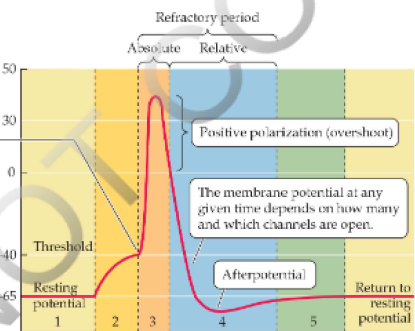 Refractory period
Absolute Relative
50
30
Positive polarization (overshoot)
0
The membrane potential at any
given time depends on how many
and which channels are open.
Threshold
40
Afterpotential
Resting
potential
65
Return to
resting
potential
1 2 3 4 5